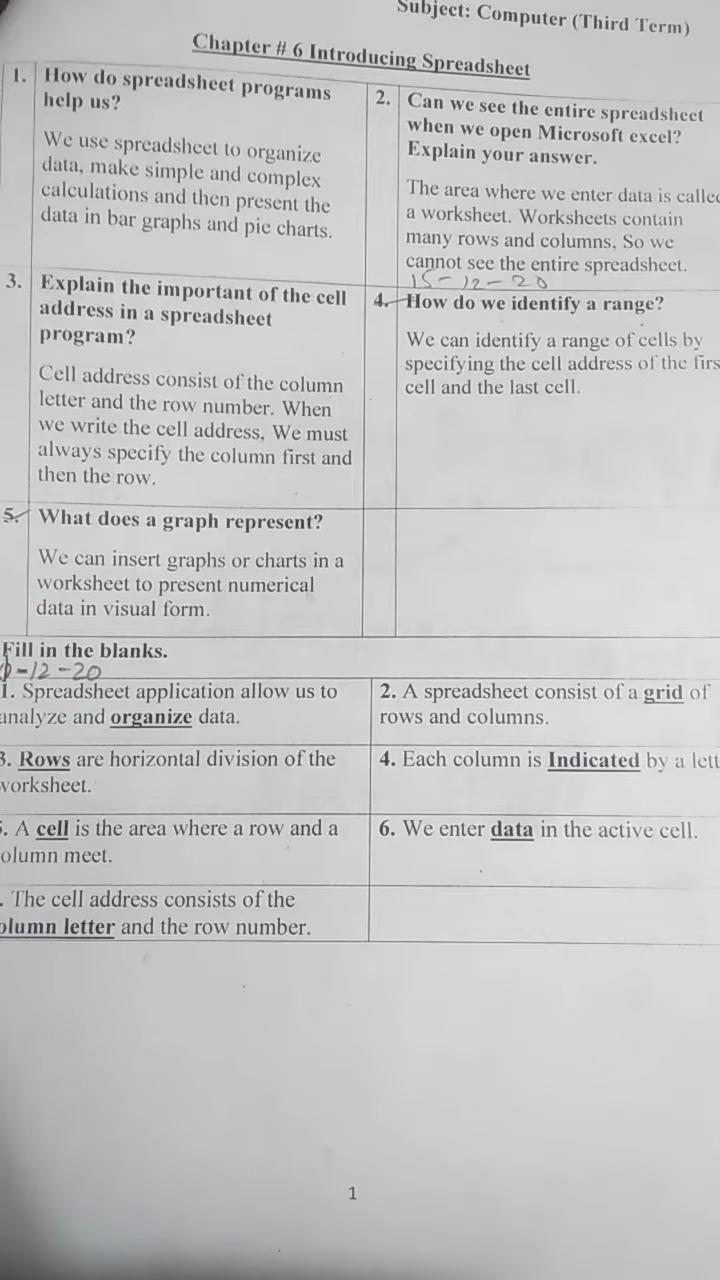 Subject: Computer (Third Term)
Chapter # 6 Introducing Spreadsheet
1. How do spreadsheet programs
help us?
We use spreadsheet to organize
data, make simple and complex
calculations and then present the
data in bar graphs and pie charts.
2. Can we see the entire spreadsheet
when we open Microsoft excel?
Explain your answer.
The area where we enter data is called
a worksheet. Worksheets contain
many rows and columns, So we
cannot see the entire spreadsheet.
15-12-20
3. Explain the important of the cell
address in a spreadsheet
program?
Cell address consist of the column
letter and the row number. When
we write the cell address, We must
always specify the column first and
then the row.
4. How do we identify a range?
We can identify a range of cells by
specifying the cell address of the firs
cell and the last cell.
5. What does a graph represent?
We can insert graphs or charts in a
worksheet to present numerical
data in visual form.
Fill in the blanks.
-12-20
1. Spreadsheet application allow us to
analyze and organize data.
2. A spreadsheet consist of a grid of
rows and columns.
3. Rows are horizontal division of the
worksheet.
4. Each column is Indicated by a lett
5. A cell is the area where a row and a
olumn meet.
6. We enter data in the active cell.
. The cell address consists of the
olumn letter and the row number.
1